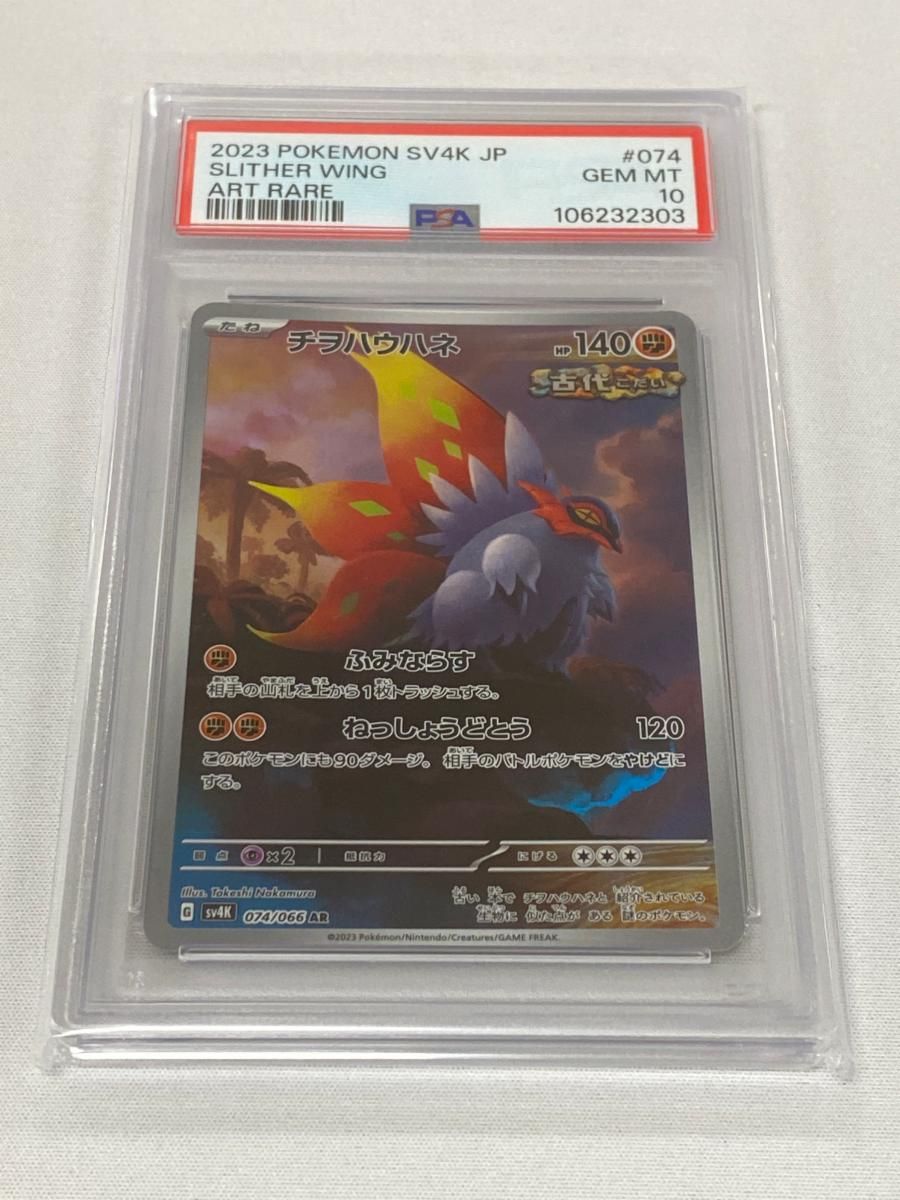 2023 POKEMON SV4K JP #074
SLITHER WING GEM MT
ART RARE 10
PSA 106232303
たね チヲハウハネ HP 140
古代 こだい
ふみならす
相手の山札を上から1枚トラッシュする。
ねっしょうどとう 120
このポケモンにも90ダメージ。相手のバトルポケモンをやけどに
する。
弱点 ×2 抵抗力 にげる
Illus. Takeshi Nakamura
古い 本で チヲハウハネと 紹介されている
G sv4K 074/066 AR
生物に 似た点が ある 謎のポケモン。
©2023 Pokémon/Nintendo/Creatures/GAME FREAK.